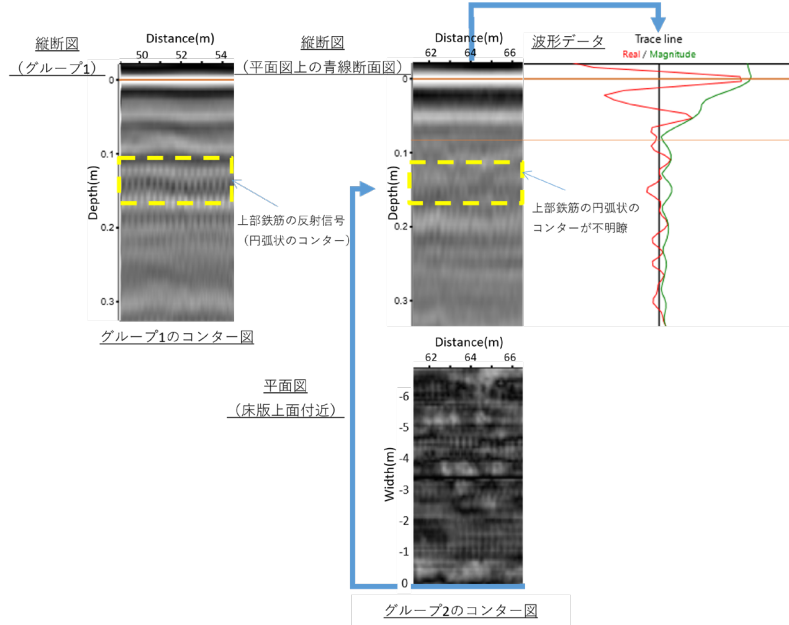 縦断図
（グループ1）
Distance(m)
50 52 54
0
0.1
0.2
0.3
Depth(m)
上部鉄筋の反射信号
（円弧状のコンター）
グループ1のコンター図
縦断図
（平面図上の青線断面図）
Distance(m)
62 64 66
0
0.1
0.2
0.3
Depth(m)
波形データ
Trace line
Real / Magnitude
上部鉄筋の円弧状の
コンターが不明瞭
平面図
（床版上面付近）
Distance(m)
62 64 66
-6
-5
-4
-3
-2
-1
0
Width(m)
グループ2のコンター図